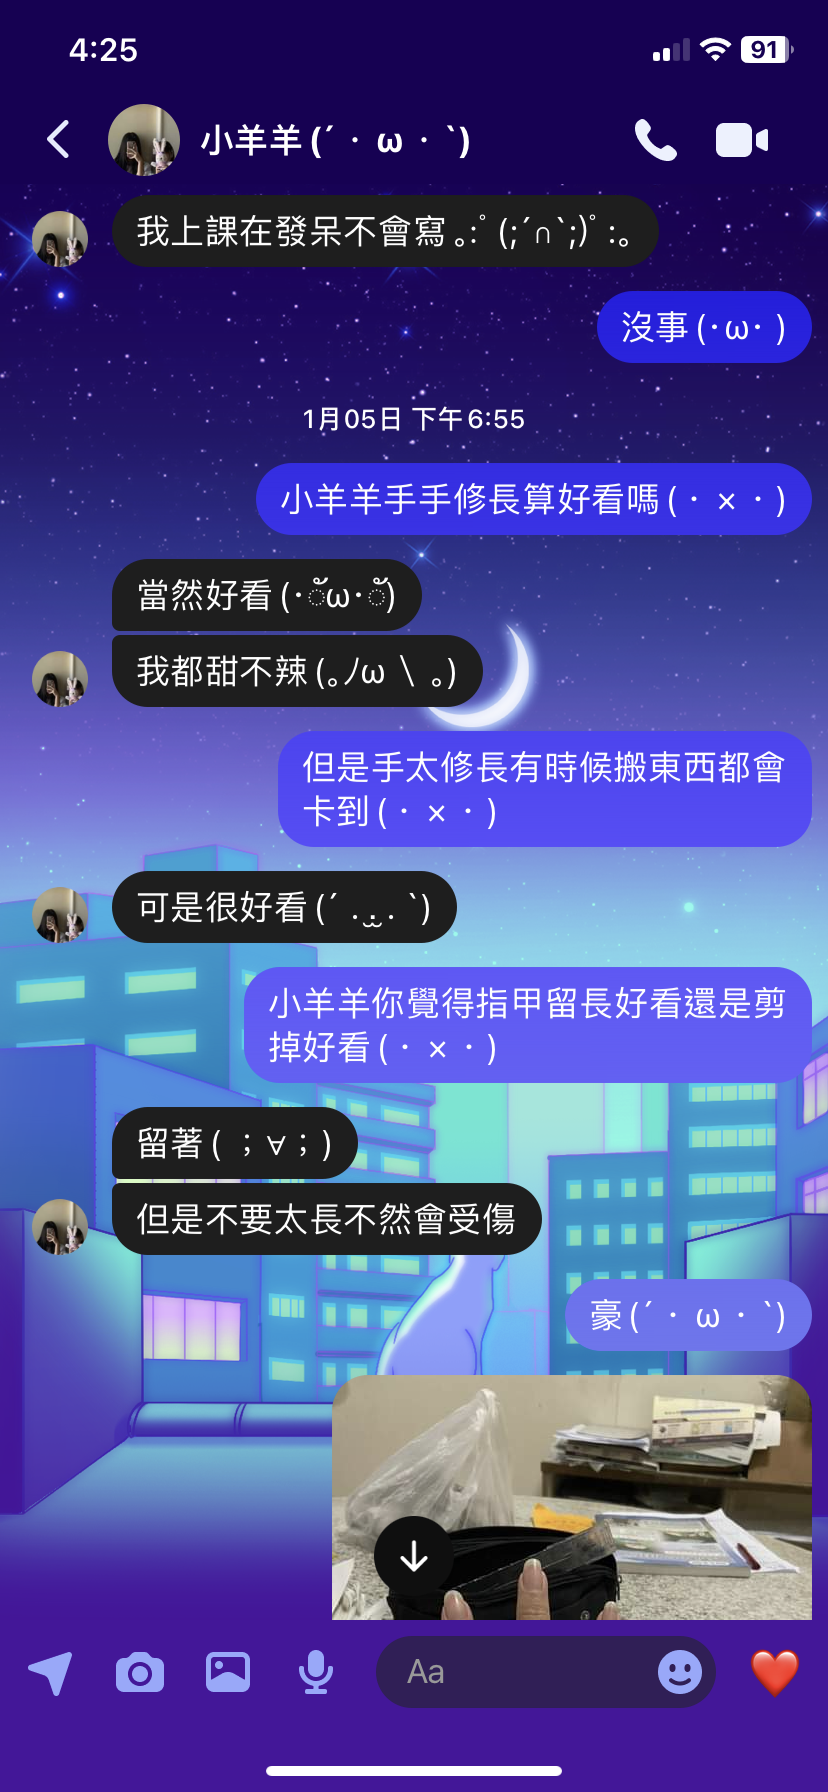 4:25
91
小羊羊 (´・ω・`)
我上課在發呆不會寫 。:ﾟ(;´∩`;)ﾟ:。
沒事 (･ω･ )
1月05日 下午6:55
小羊羊手手修長算好看嗎 (・×・)
當然好看 (･ัω･ั)
我都甜不辣 (。ﾉω＼。)
但是手太修長有時候搬東西都會
卡到 (・×・)
可是很好看 (´ . .̫ . `)
小羊羊你覺得指甲留長好看還是剪
掉好看 (・×・)
留著 ( ；∀；)
但是不要太長不然會受傷
豪 (´・ω・`)
Aa